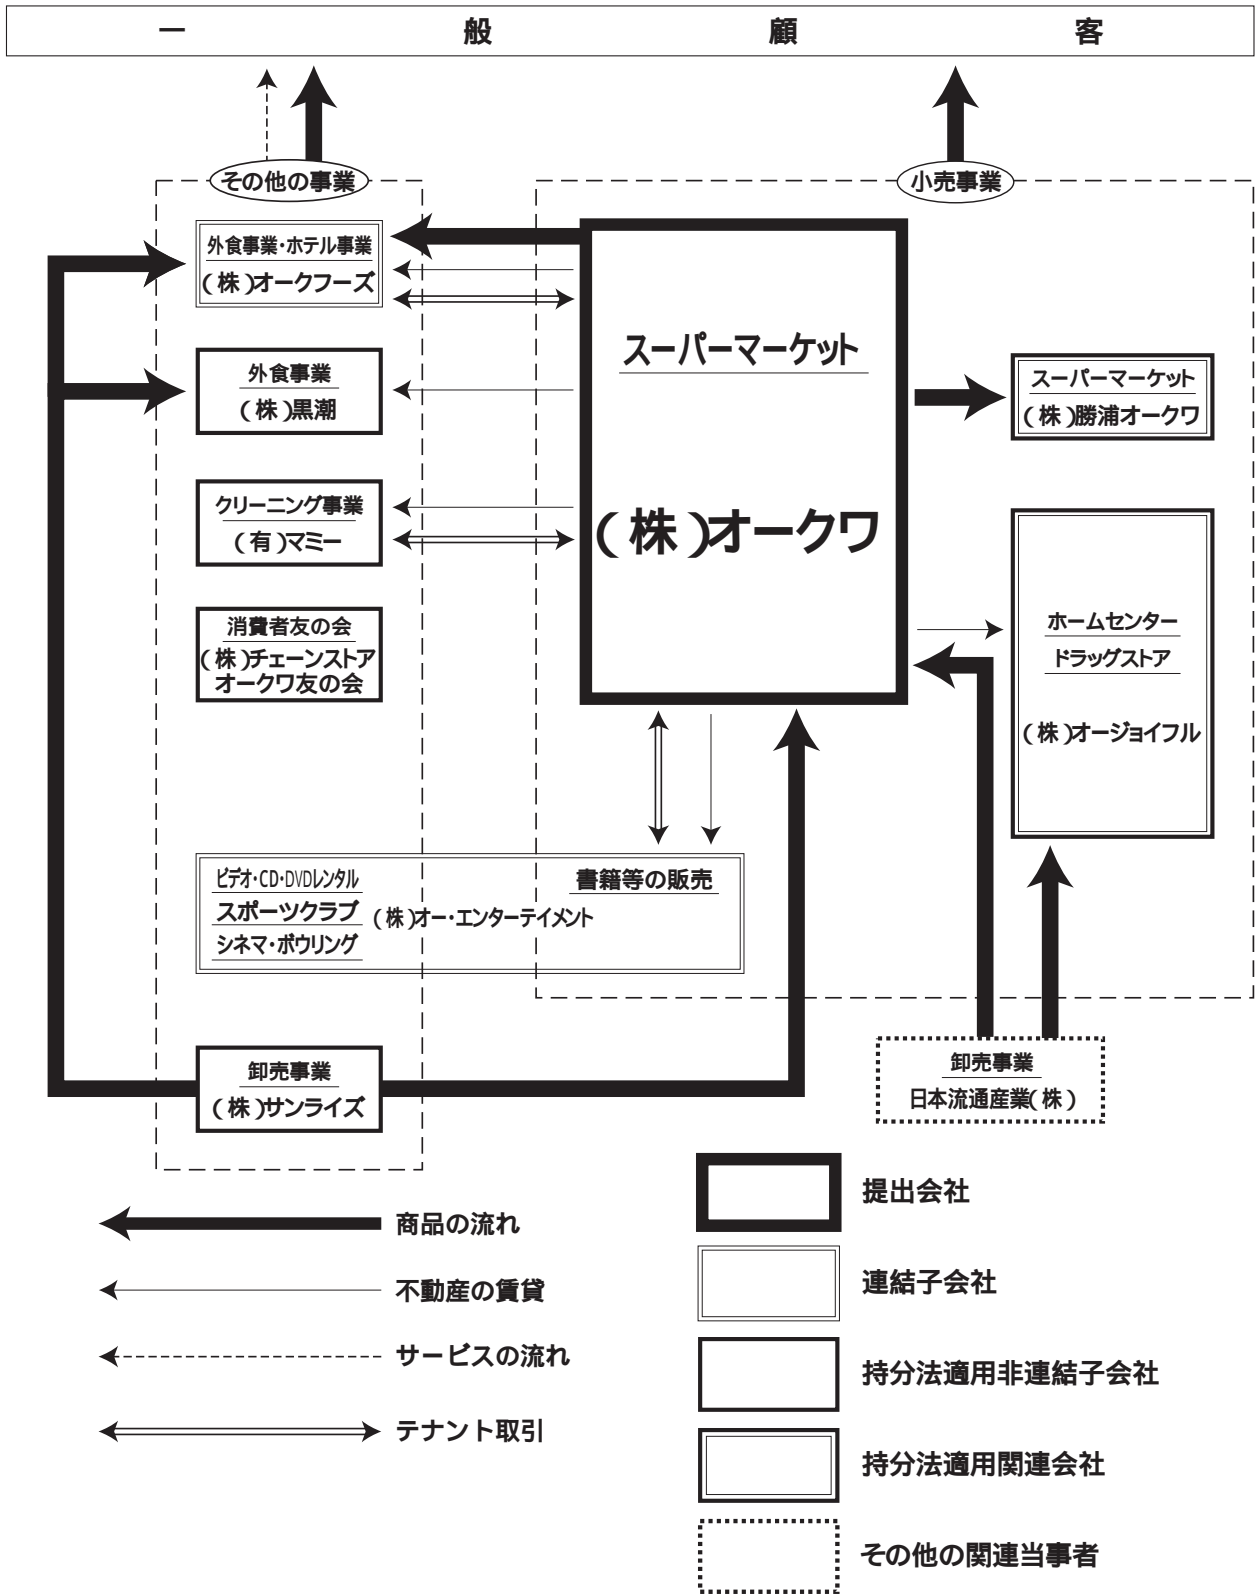 一般顧客
その他の事業
小売事業
外食事業・ホテル事業
(株)オークフーズ
外食事業
(株)黒潮
クリーニング事業
(有)マミー
消費者友の会
(株)チェーンストア
オークワ友の会
スーパーマーケット
(株)オークワ
スーパーマーケット
(株)勝浦オークワ
ホームセンター
ドラッグストア
(株)オージョイフル
ビデオ・CD・DVDレンタル
スポーツクラブ
シネマ・ボウリング
(株)オー・エンターテイメント
書籍等の販売
卸売事業
(株)サンライズ
卸売事業
日本流通産業(株)
商品の流れ
不動産の賃貸
サービスの流れ
テナント取引
提出会社
連結子会社
持分法適用非連結子会社
持分法適用関連会社
その他の関連当事者